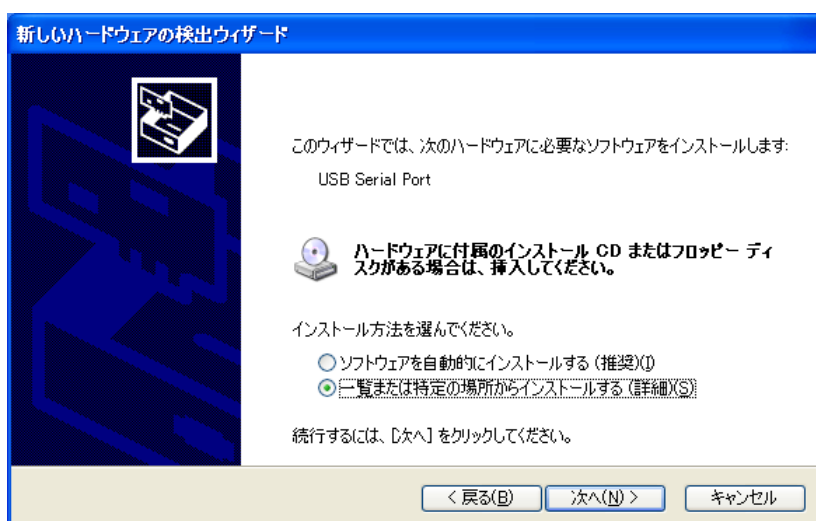 新しいハードウェアの検出ウィザード
このウィザードでは、次のハードウェアに必要なソフトウェアをインストールします:
USB Serial Port
ハードウェアに付属のインストール CD またはフロッピー ディ
スクがある場合は、挿入してください。
インストール方法を選んでください。
ソフトウェアを自動的にインストールする (推奨)(I)
一覧または特定の場所からインストールする (詳細)(S)
続行するには、[次へ] をクリックしてください。
< 戻る(B) 次へ(N) > キャンセル